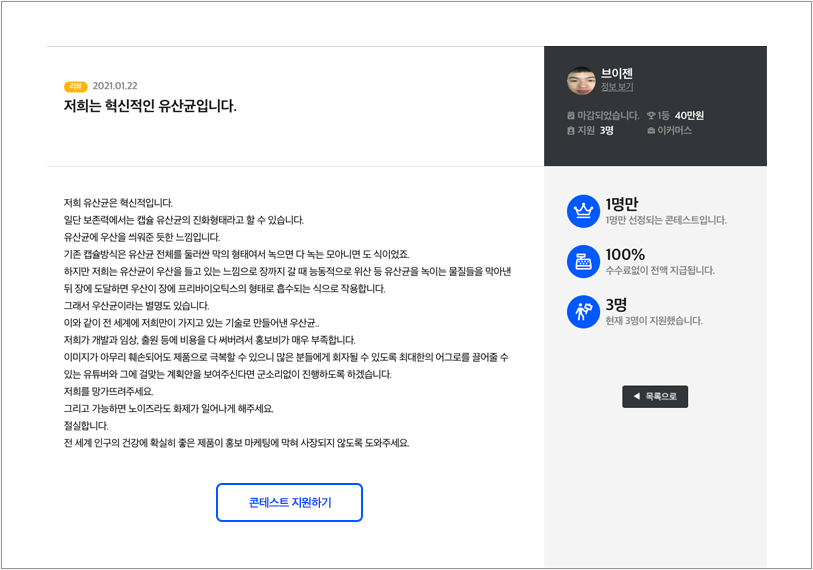 리뷰 2021.01.22
저희는 혁신적인 유산균입니다.
브이젠
정보 보기
마감되었습니다. 1등 40만원
지원 3명 이커머스
저희 유산균은 혁신적입니다.
일단 보존력에서는 캡슐 유산균의 진화형태라고 할 수 있습니다.
유산균에 우산을 씌워준 듯한 느낌입니다.
기존 캡슐방식은 유산균 전체를 둘러싼 막의 형태여서 녹으면 다 녹는 모아니면 도 식이었죠.
하지만 저희는 유산균이 우산을 들고 있는 느낌으로 장까지 갈 때 능동적으로 위산 등 유산균을 녹이는 물질들을 막아낸
뒤 장에 도달하면 우산이 장에 프리바이오틱스의 형태로 흡수되는 식으로 작용합니다.
그래서 우산균이라는 별명도 있습니다.
이와 같이 전 세계에 저희만이 가지고 있는 기술로 만들어낸 우산균..
저희가 개발과 임상, 출원 등에 비용을 다 써버려서 홍보비가 매우 부족합니다.
이미지가 아무리 훼손되어도 제품으로 극복할 수 있으니 많은 분들에게 회자될 수 있도록 최대한의 어그로를 끌어줄 수
있는 유튜버와 그에 걸맞는 계획안을 보여주신다면 군소리없이 진행하도록 하겠습니다.
저희를 망가뜨려주세요.
그리고 가능하면 노이즈라도 화제가 일어나게 해주세요.
절실합니다.
전 세계 인구의 건강에 확실히 좋은 제품이 홍보 마케팅에 막혀 사장되지 않도록 도와주세요.
콘테스트 지원하기
1명만
1명만 선정되는 콘테스트입니다.
100%
수수료없이 전액 지급됩니다.
3명
현재 3명이 지원했습니다.
◀ 목록으로